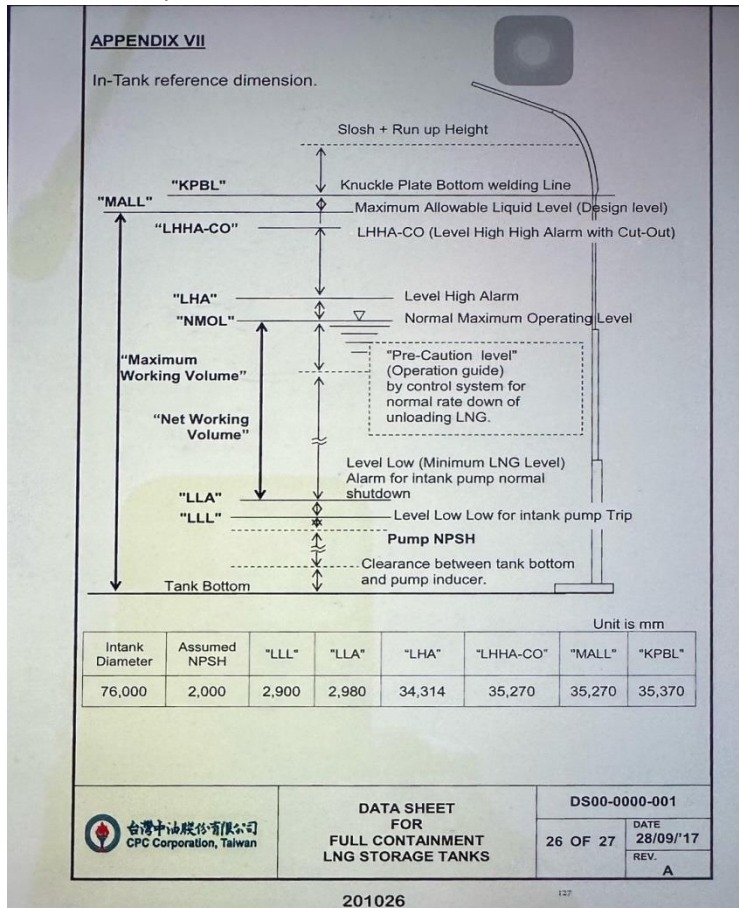 APPENDIX VII
In-Tank reference dimension.
Slosh + Run up Height
"KPBL"
Knuckle Plate Bottom welding Line
"MALL"
Maximum Allowable Liquid Level (Design level)
"LHHA-CO"
LHHA-CO (Level High High Alarm with Cut-Out)
"LHA"
Level High Alarm
"NMOL"
Normal Maximum Operating Level
"Maximum
Working Volume"
"Pre-Caution level"
(Operation guide)
by control system for
normal rate down of
unloading LNG.
"Net Working
Volume"
Level Low (Minimum LNG Level)
Alarm for intank pump normal
shutdown
"LLA"
"LLL"
Level Low Low for intank pump Trip
Pump NPSH
Clearance between tank bottom
and pump inducer.
Tank Bottom
Unit is mm
Intank Diameter Assumed NPSH "LLL" "LLA" "LHA" "LHHA-CO" "MALL" "KPBL"
76,000 2,000 2,900 2,980 34,314 35,270 35,270 35,370
台灣中油股份有限公司
CPC Corporation, Taiwan
DATA SHEET
FOR
FULL CONTAINMENT
LNG STORAGE TANKS
DS00-0000-001
26 OF 27
DATE
28/09/'17
REV.
A
201026
127